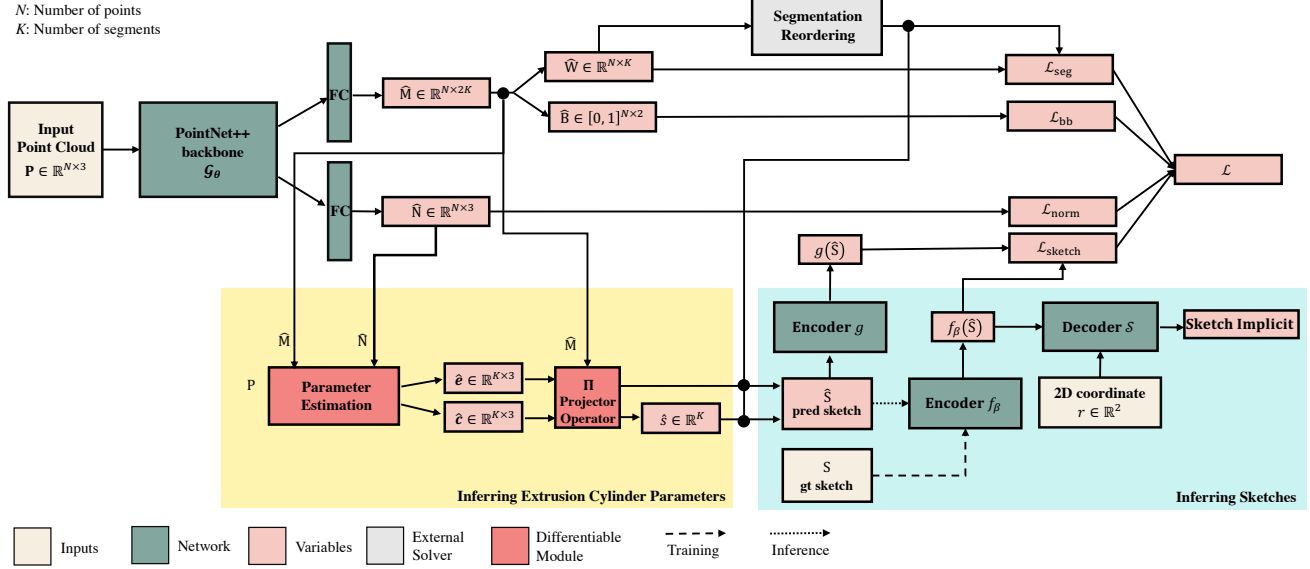 N: Number of points
K: Number of segments
Segmentation
Reordering
FC
M̂ ∈ ℝ^{N×2K}
Ŵ ∈ ℝ^{N×K}
B̂ ∈ [0, 1]^{N×2}
ℒ_seg
ℒ_bb
Input
Point Cloud
P ∈ ℝ^{N×3}
PointNet++
backbone
𝒢_θ
ℒ
FC
N̂ ∈ ℝ^{N×3}
ℒ_norm
g(Ŝ)
ℒ_sketch
M̂
N̂
M̂
P
Parameter
Estimation
ê ∈ ℝ^{K×3}
ĉ ∈ ℝ^{K×3}
Π
Projector
Operator
ŝ ∈ ℝ^K
Inferring Extrusion Cylinder Parameters
Encoder g
f_β(Ŝ)
Decoder 𝒮
Sketch Implicit
Ŝ
pred sketch
Encoder f_β
2D coordinate
r ∈ ℝ²
S
gt sketch
Inferring Sketches
Inputs
Network
Variables
External
Solver
Differentiable
Module
Training
Inference